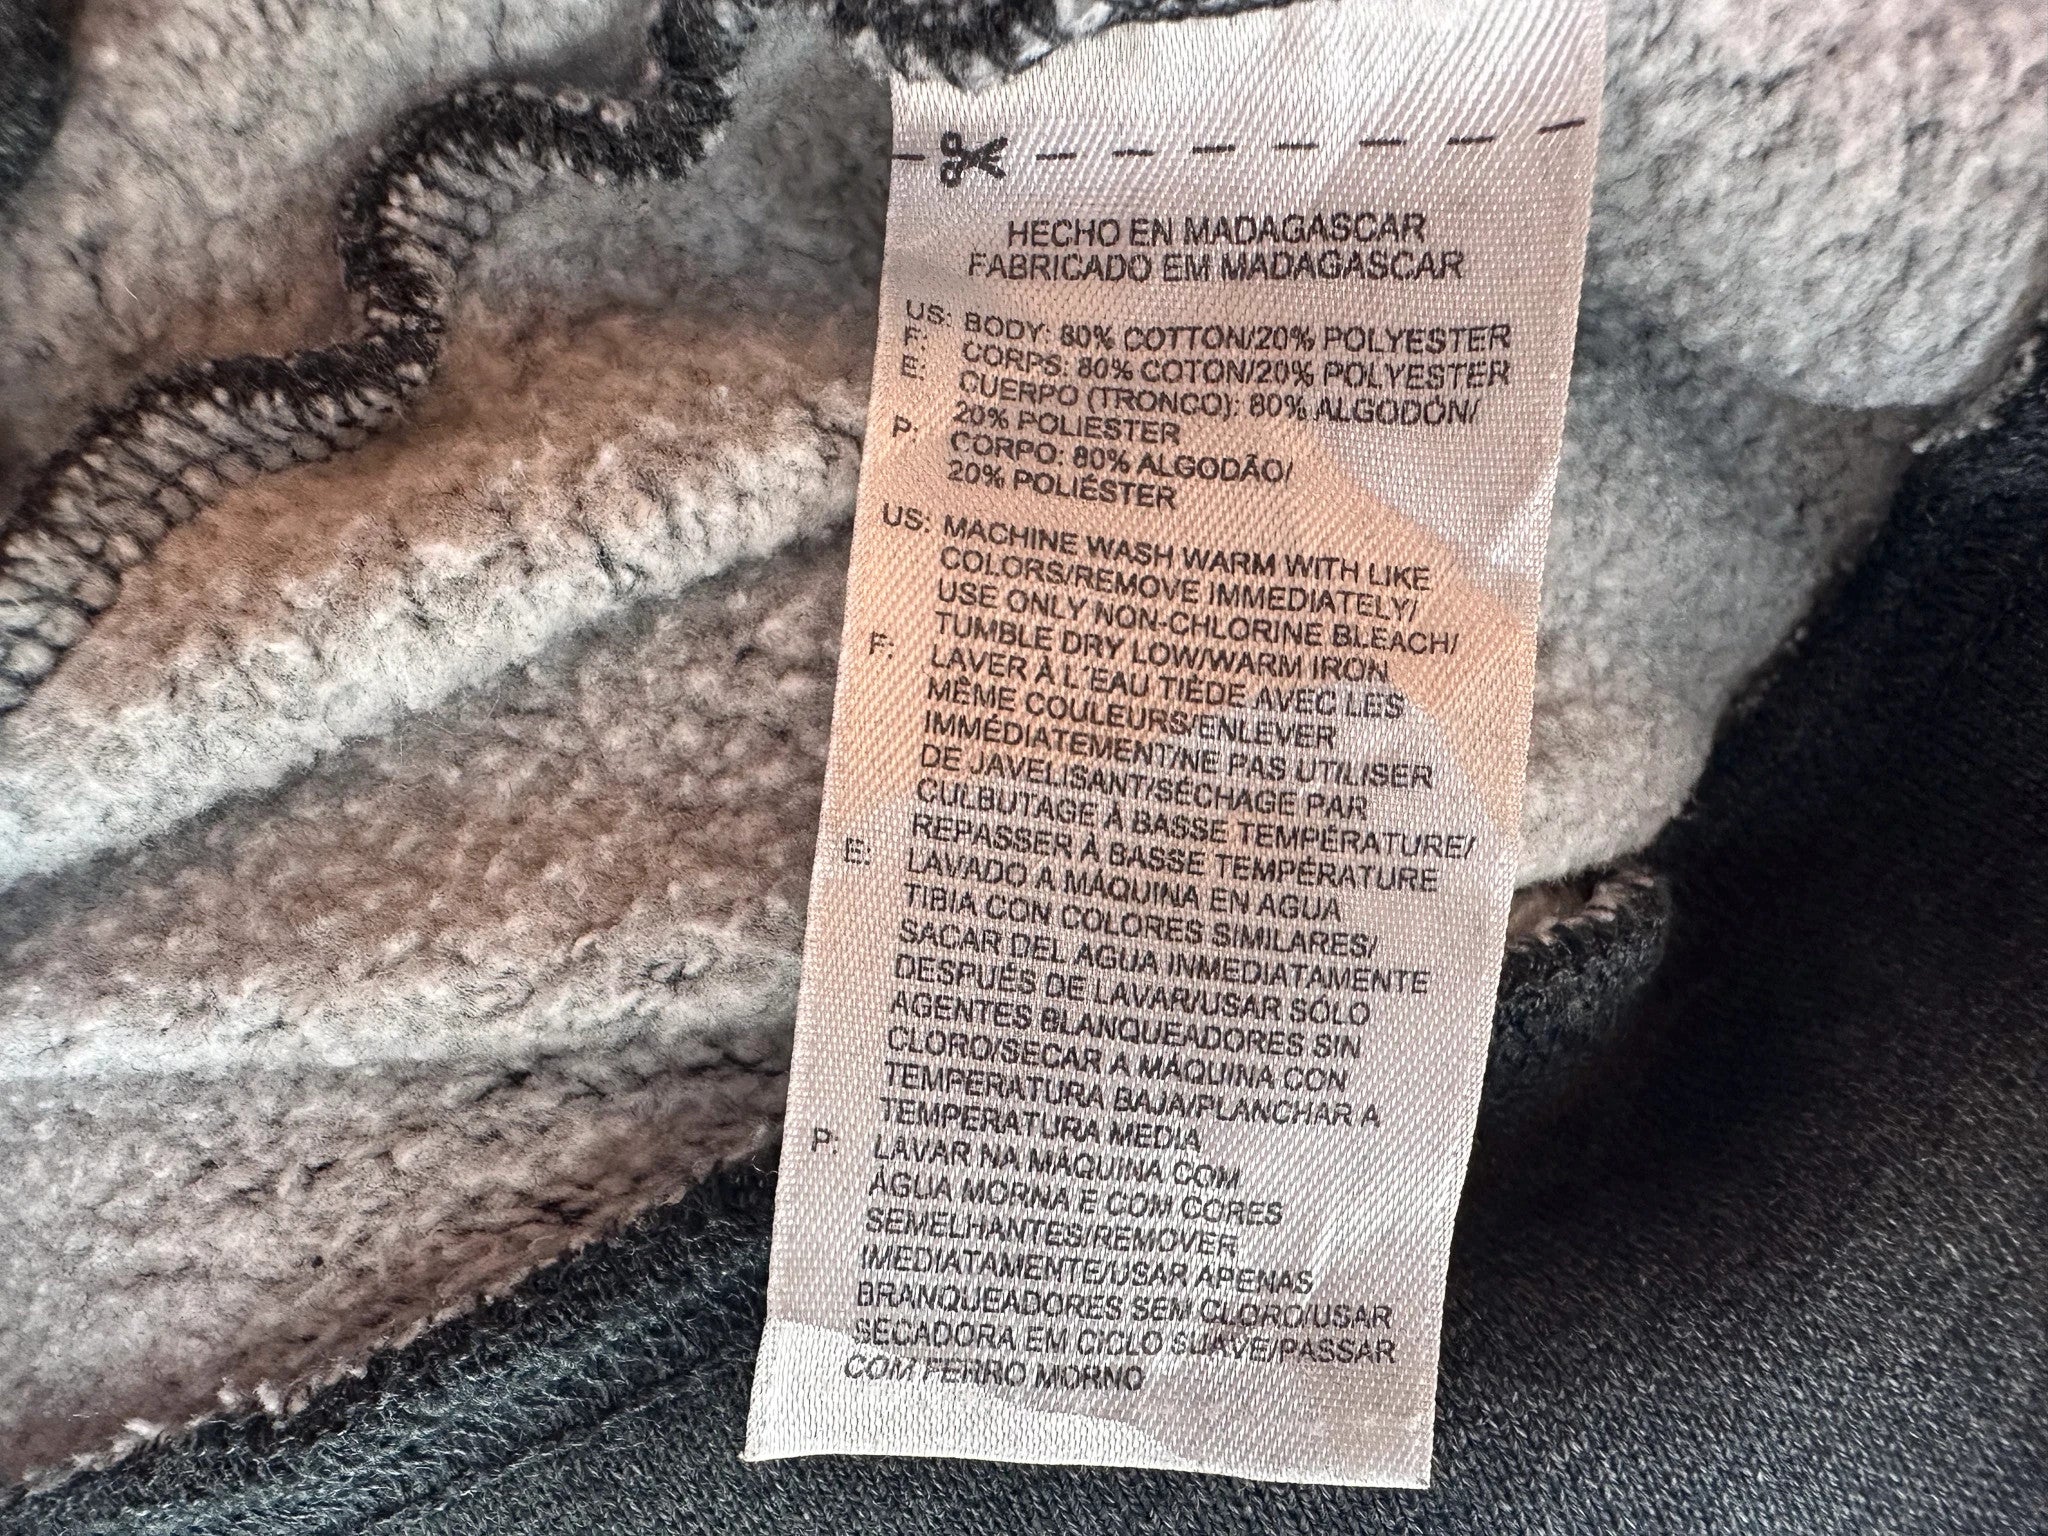 HECHO EN MADAGASCAR
FABRICADO EM MADAGASCAR
US: BODY: 80% COTTON/20% POLYESTER
F: CORPS: 80% COTON/20% POLYESTER
E: CUERPO (TRONCO): 80% ALGODÓN/
20% POLIESTER
P: CORPO: 80% ALGODÃO/
20% POLIÉSTER
US: MACHINE WASH WARM WITH LIKE
COLORS/REMOVE IMMEDIATELY/
USE ONLY NON-CHLORINE BLEACH/
TUMBLE DRY LOW/WARM IRON
F: LAVER À L'EAU TIÈDE AVEC LES
MÊME COULEURS/ENLEVER
IMMÉDIATEMENT/NE PAS UTILISER
DE JAVELISANT/SÉCHAGE PAR
CULBUTAGE À BASSE TEMPÉRATURE/
REPASSER À BASSE TEMPÉRATURE
E: LAVADO A MÁQUINA EN AGUA
TIBIA CON COLORES SIMILARES/
SACAR DEL AGUA INMEDIATAMENTE
DESPUÉS DE LAVAR/USAR SÓLO
AGENTES BLANQUEADORES SIN
CLORO/SECAR A MÁQUINA CON
TEMPERATURA BAJA/PLANCHAR A
TEMPERATURA MEDIA
P: LAVAR NA MÁQUINA COM
ÁGUA MORNA E COM CORES
SEMELHANTES/REMOVER
IMEDIATAMENTE/USAR APENAS
BRANQUEADORES SEM CLORO/USAR
SECADORA EM CICLO SUAVE/PASSAR
COM FERRO MORNO